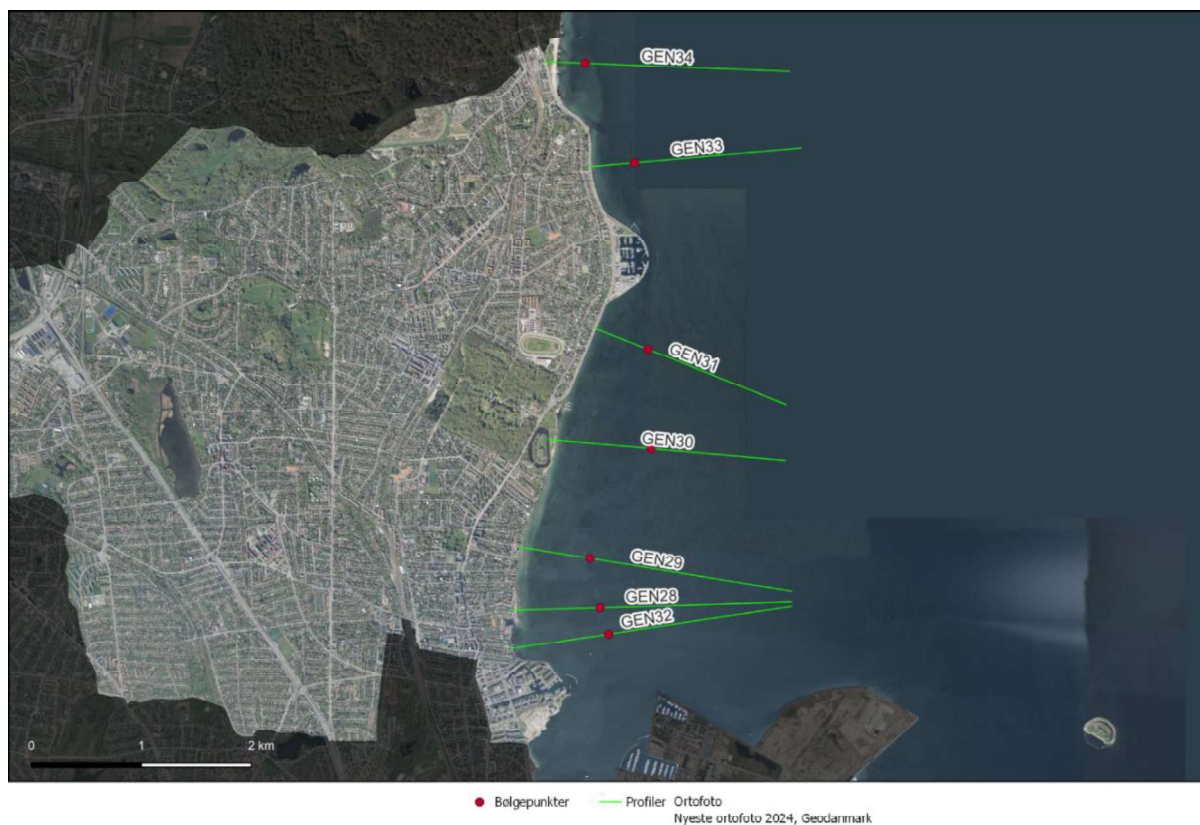 GEN34
GEN33
GEN31
GEN30
GEN29
GEN28
GEN32
0 1 2 km
Bølgepunkter Profiler Ortofoto
Nyeste ortofoto 2024, Geodanmark